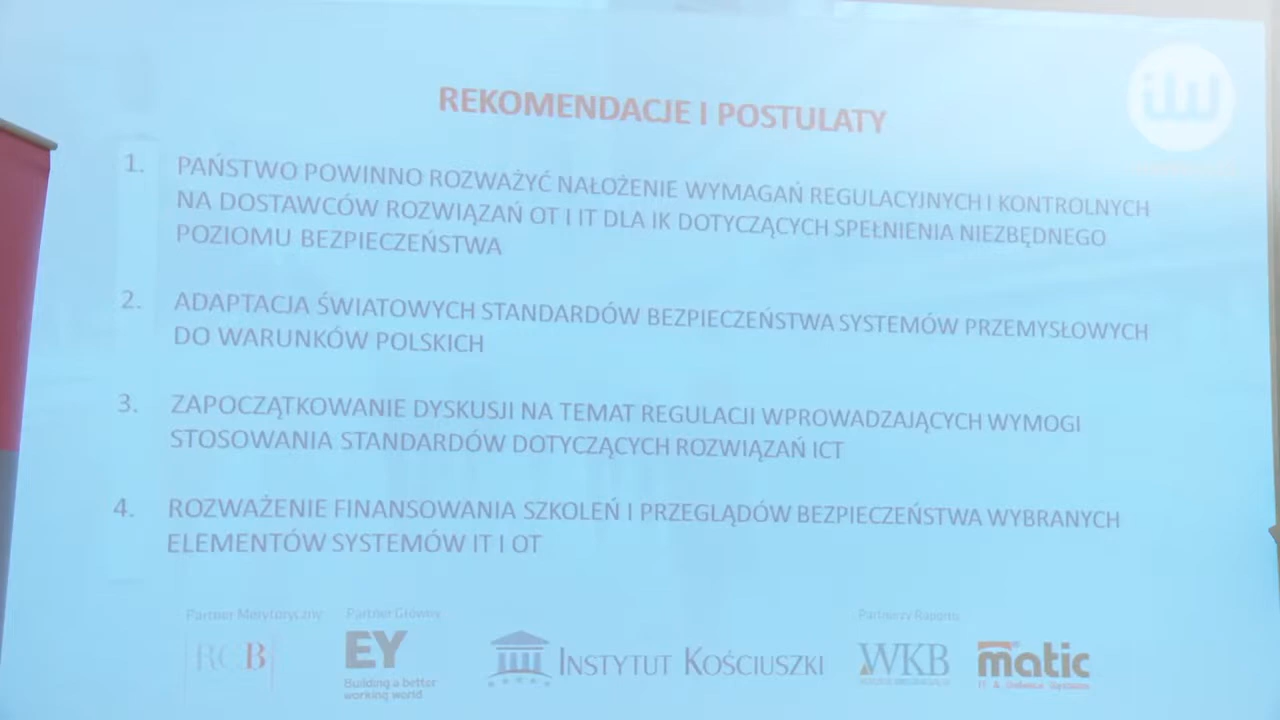 REKOMENDACJE I POSTULATY
1. PAŃSTWO POWINNO ROZWAŻYĆ NAŁOŻENIE WYMAGAŃ REGULACYJNYCH I KONTROLNYCH
NA DOSTAWCÓW ROZWIĄZAŃ OT I IT DLA IK DOTYCZĄCYCH SPEŁNIENIA NIEZBĘDNEGO
POZIOMU BEZPIECZEŃSTWA
2. ADAPTACJA ŚWIATOWYCH STANDARDÓW BEZPIECZEŃSTWA SYSTEMÓW PRZEMYSŁOWYCH
DO WARUNKÓW POLSKICH
3. ZAPOCZĄTKOWANIE DYSKUSJI NA TEMAT REGULACJI WPROWADZAJĄCYCH WYMOGI
STOSOWANIA STANDARDÓW DOTYCZĄCYCH ROZWIĄZAŃ ICT
4. ROZWAŻENIE FINANSOWANIA SZKOLEŃ I PRZEGLĄDÓW BEZPIECZEŃSTWA WYBRANYCH
ELEMENTÓW SYSTEMÓW IT I OT
Partner Merytoryczny Partner Główny Partnerzy Raportu
RCB EY INSTYTUT KOŚCIUSZKI WKB matic
Building a better
working world